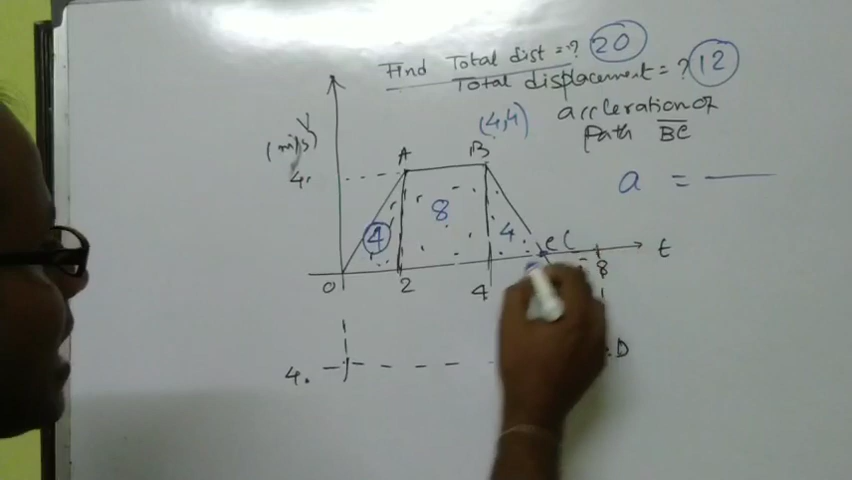 Find Total dist = ? 20
Total displacement = ? 12
accleration of
path BC
a =
(4,4)
V
(m/s)
A
B
4.
4
8
4
C
t
0
2
4
8
4.
D